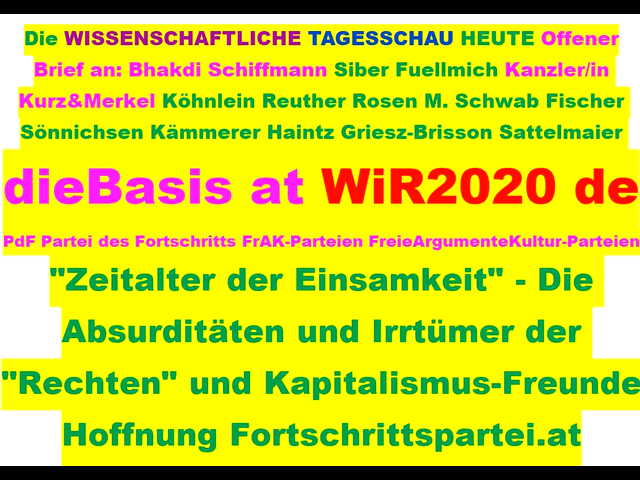 Die WISSENSCHAFTLICHE TAGESSCHAU HEUTE Offener
Brief an: Bhakdi Schiffmann Siber Fuellmich Kanzler/in
Kurz&Merkel Köhnlein Reuther Rosen M. Schwab Fischer
Sönnichsen Kämmerer Haintz Griesz-Brisson Sattelmaier
dieBasis at WiR2020 de
PdF Partei des Fortschritts FrAK-Parteien FreieArgumenteKultur-Parteien
"Zeitalter der Einsamkeit" - Die
Absurditäten und Irrtümer der
"Rechten" und Kapitalismus-Freunde
Hoffnung Fortschrittspartei.at